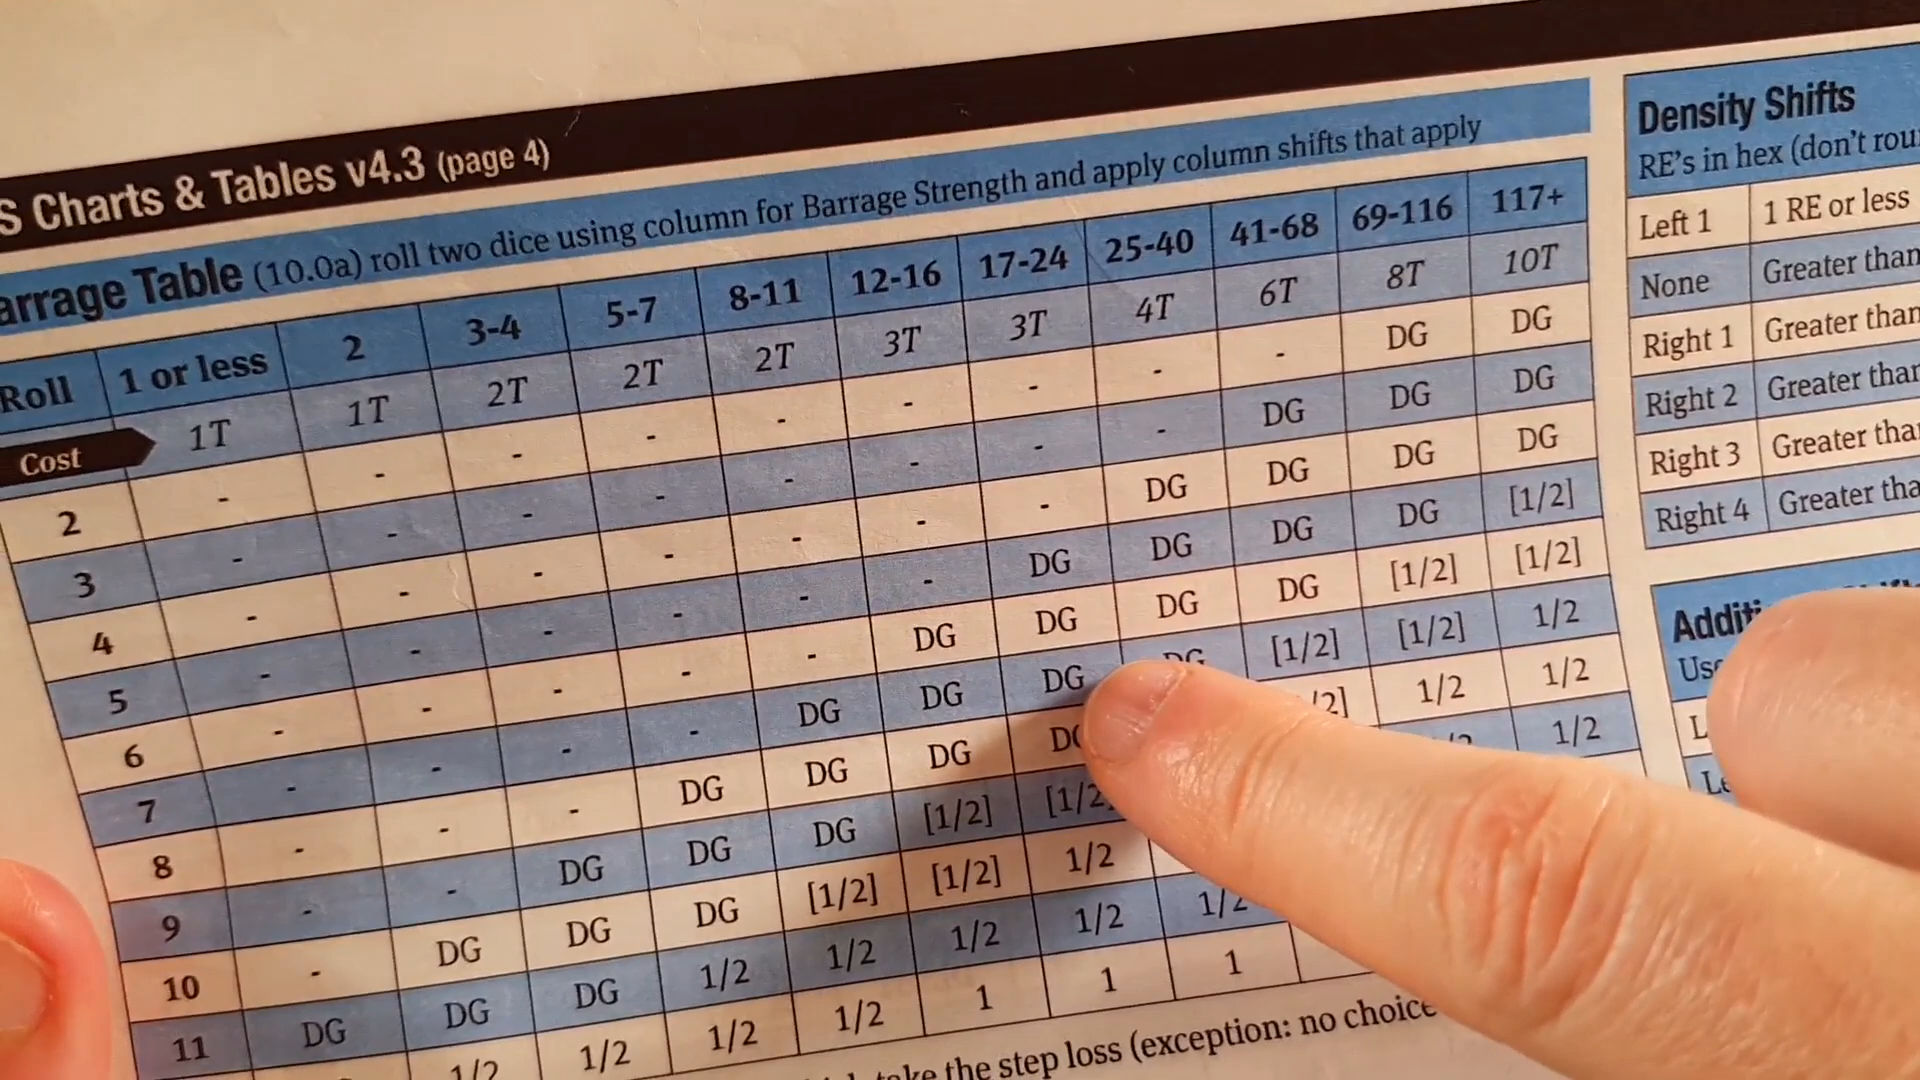 S Charts & Tables v4.3 (page 4)
arrage Table (10.0a) roll two dice using column for Barrage Strength and apply column shifts that apply
Roll 1 or less 2 3-4 5-7 8-11 12-16 17-24 25-40 41-68 69-116 117+
Cost 1T 1T 2T 2T 2T 3T 3T 4T 6T 8T 10T
2 - - - - - - - - - DG DG
3 - - - - - - - - DG DG DG
4 - - - - - - - DG DG DG DG
5 - - - - - - DG DG DG DG [1/2]
6 - - - - - DG DG DG DG [1/2] [1/2]
7 - - - - DG DG DG DG [1/2] [1/2] 1/2
8 - - - DG DG DG 1/2 1/2
9 - - DG DG DG [1/2] [1/2 1/2
10 - DG DG DG [1/2] [1/2] 1/2
11 DG DG DG 1/2 1/2 1/2 1/2 1/2
1/2 1/2 1/2 1/2 1 1 1
take the step loss (exception: no choice
Density Shifts
RE's in hex (don't rou
Left 1 1 RE or less
None Greater than
Right 1 Greater than
Right 2 Greater than
Right 3 Greater tha
Right 4 Greater tha
Additi
Us
L
Le